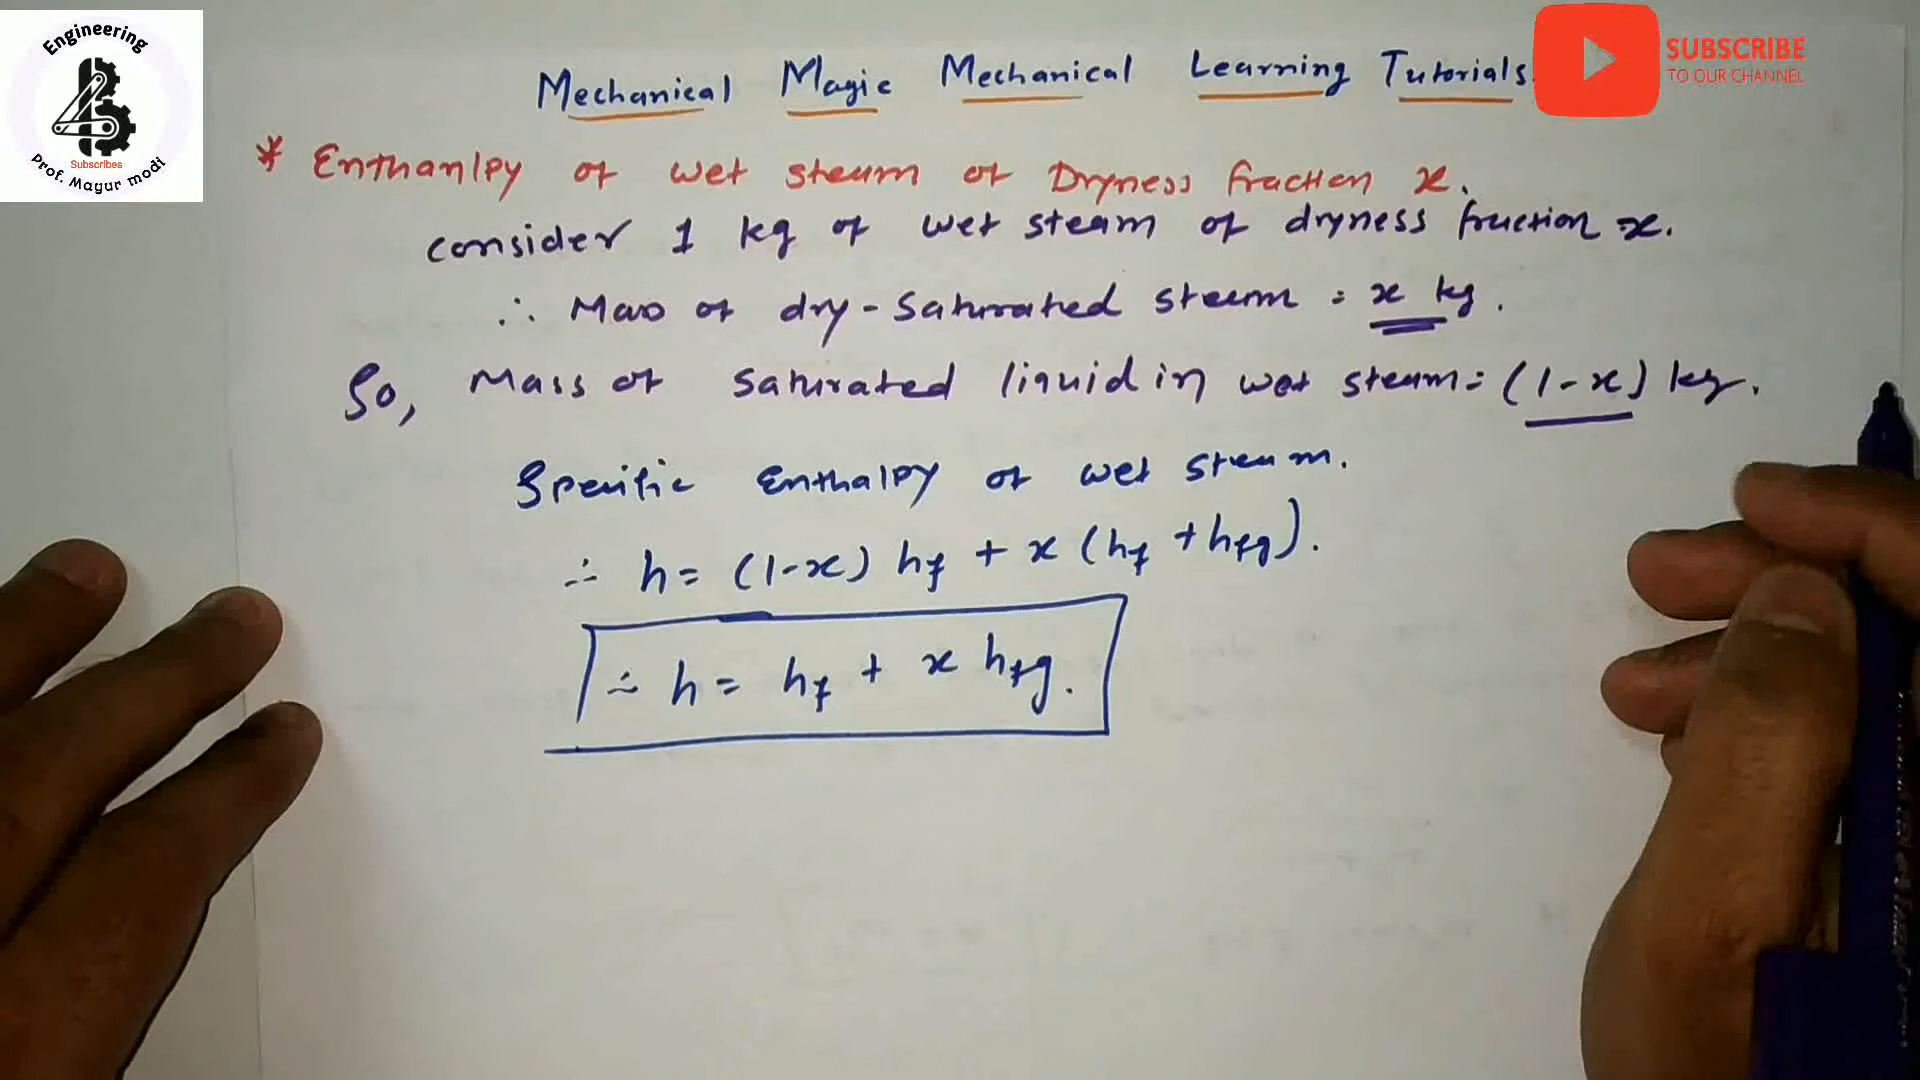 Engineering
Subscribes
Prof. Mayur modi
SUBSCRIBE
TO OUR CHANNEL
Mechanical Magic Mechanical Learning Tutorials.
* Enthanlpy of wet steam of Dryness fraction x.
consider 1 kg of wet steam of dryness fraction x.
∴ Mass of dry-saturated steam = x kg.
So, Mass of saturated liquid in wet steam = (1-x) kg.
Specific Enthalpy of wet steam.
∴ h = (1-x) hf + x (hf + hfg).
∴ h = hf + x hfg.